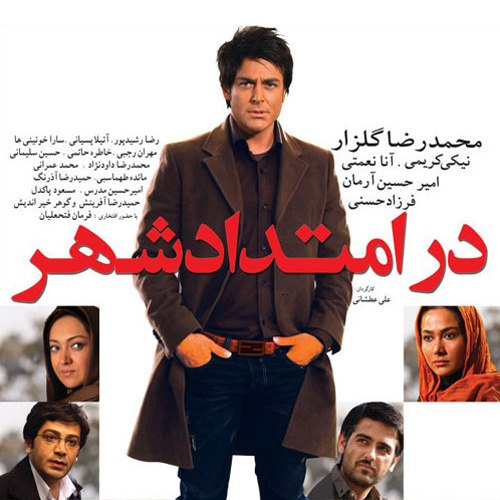 محمدرضا گلزار
نیکی کریمی . آنا نعمتی
امیر حسین آرمان
فرزاد حسنی
رضا رشیدپور . آتیلا پسیانی . سارا خوئینی ها
مهران رجبی . خاطره حاتمی . حسین سلیمانی
محمدرضا داودنژاد . محمد عمرانی
مائده طهماسبی . حمیدرضا آذرنگ
امیرحسین مدرس . مسعود پاکدل
حمیدرضا آفرینش و گوهر خیراندیش
با حضور افتخاری : فرمان فتحعلیان
در امتداد شهر
کارگردان :
علی عطشانی